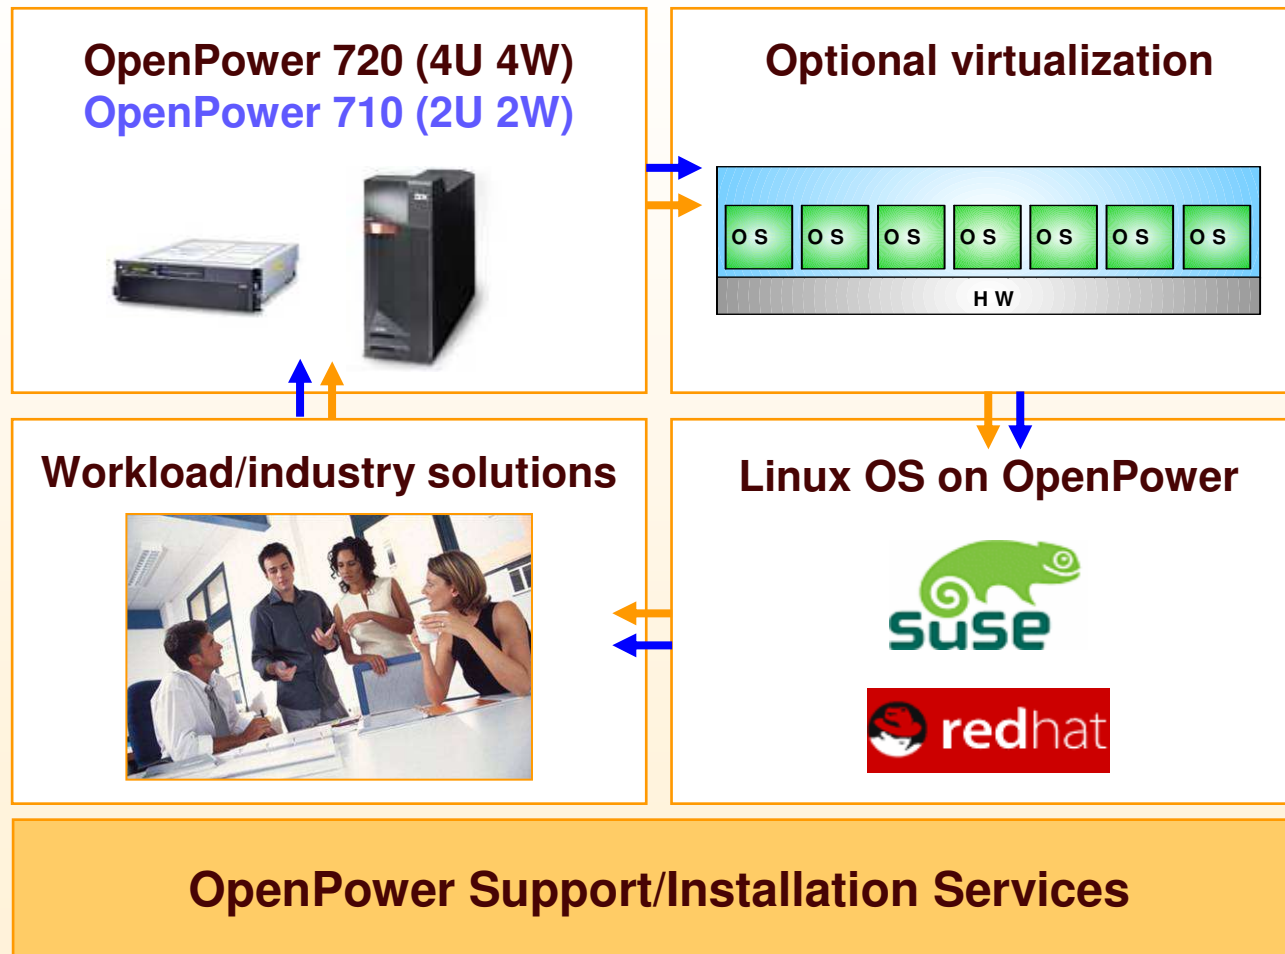 OpenPower 720 (4U 4W)
OpenPower 710 (2U 2W)
Optional virtualization
OS OS OS OS OS OS OS
HW
Workload/industry solutions
Linux OS on OpenPower
suse
redhat
OpenPower Support/Installation Services